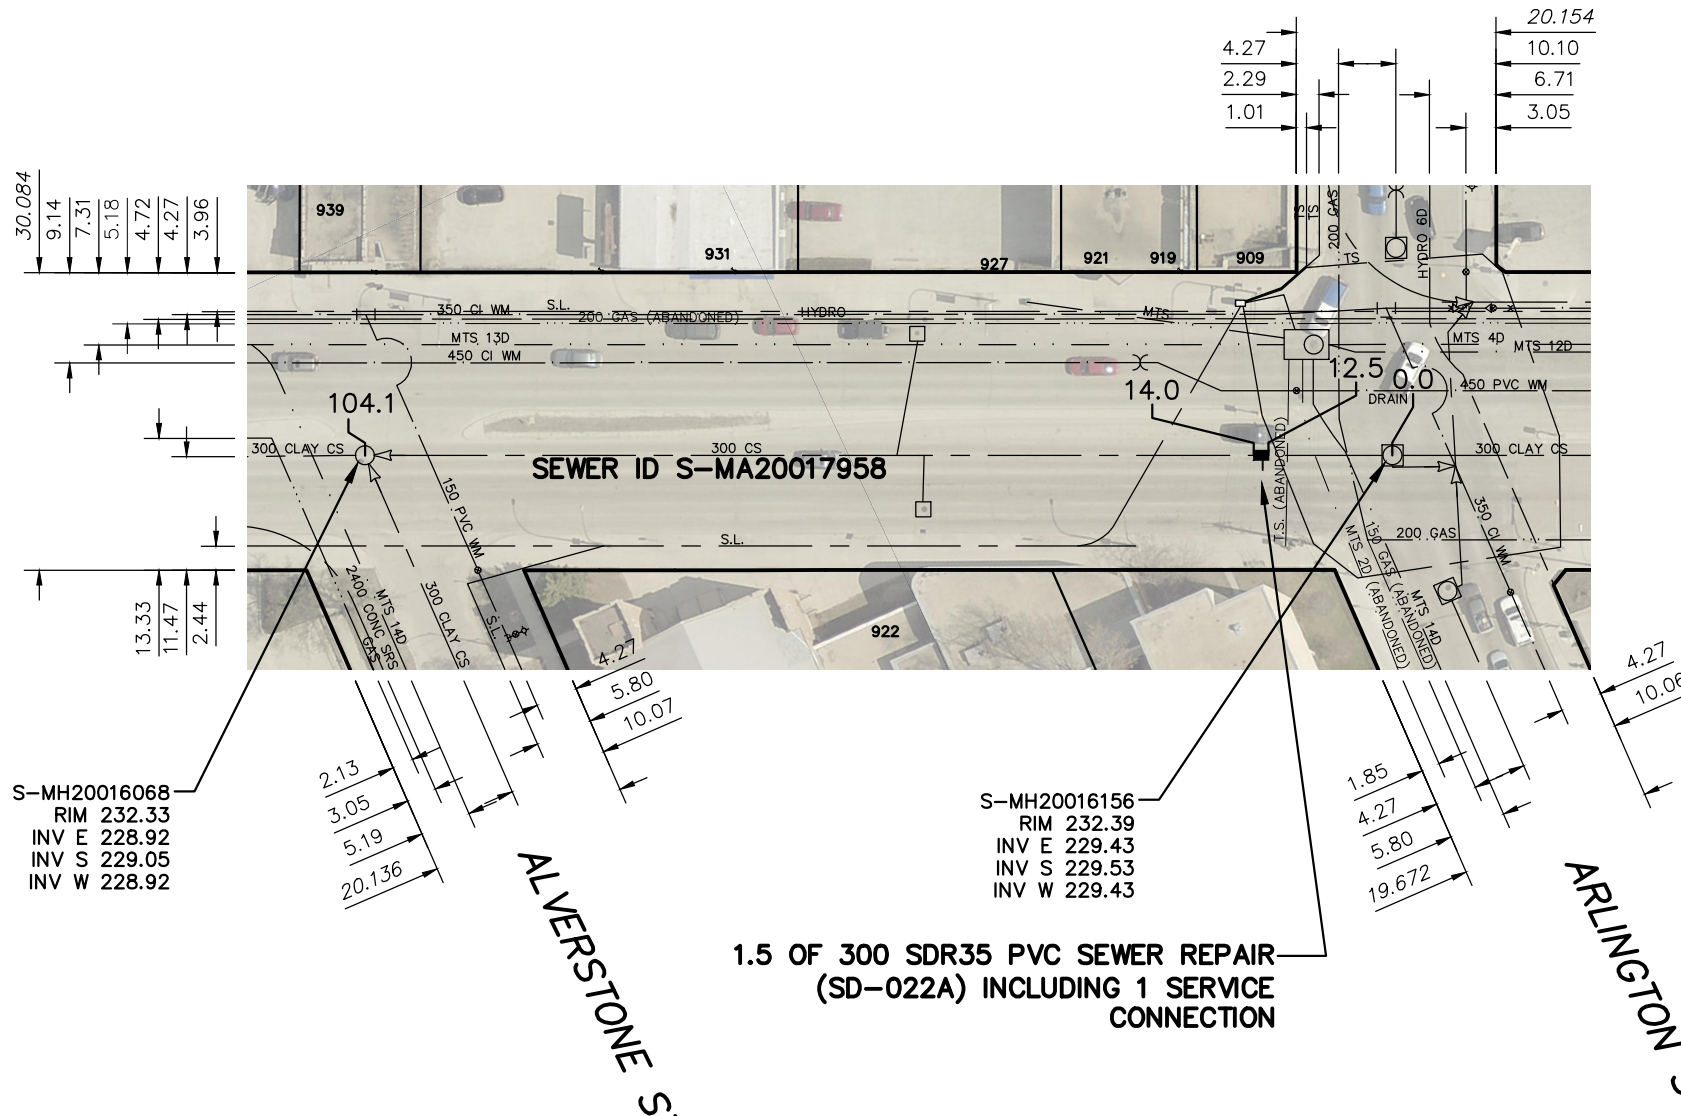 20.154
4.27
10.10
2.29
6.71
1.01
3.05
30.084
9.14
7.31
5.18
4.72
4.27
3.96
939
931
927
921
919
909
TS
TS
200 GAS
TS
HYDRO 6D
350 CI WM
S.L.
200 GAS (ABANDONED)
HYDRO
MTS
MTS 13D
450 CI WM
MTS 4D
MTS 12D
104.1
14.0
12.5
0.0
450 PVC WM
DRAIN
300 CLAY CS
300 CS
300 CLAY CS
SEWER ID S-MA20017958
T.S. (ABANDONED)
150 PVC WM
350 CI WM
S.L.
200 GAS
150 GAS (ABANDONED)
MTS 2D (ABANDONED)
MTS 14D
(ABANDONED)
MTS 14D
2400 CONC SRS
GAS
300 CLAY CS
S.L.
922
13.33
11.47
2.44
4.27
5.80
10.07
4.27
10.06
2.13
3.05
5.19
20.136
1.85
4.27
5.80
19.672
S-MH20016068
RIM 232.33
INV E 228.92
INV S 229.05
INV W 228.92
S-MH20016156
RIM 232.39
INV E 229.43
INV S 229.53
INV W 229.43
1.5 OF 300 SDR35 PVC SEWER REPAIR
(SD-022A) INCLUDING 1 SERVICE
CONNECTION
ALVERSTONE S
ARLINGTON S